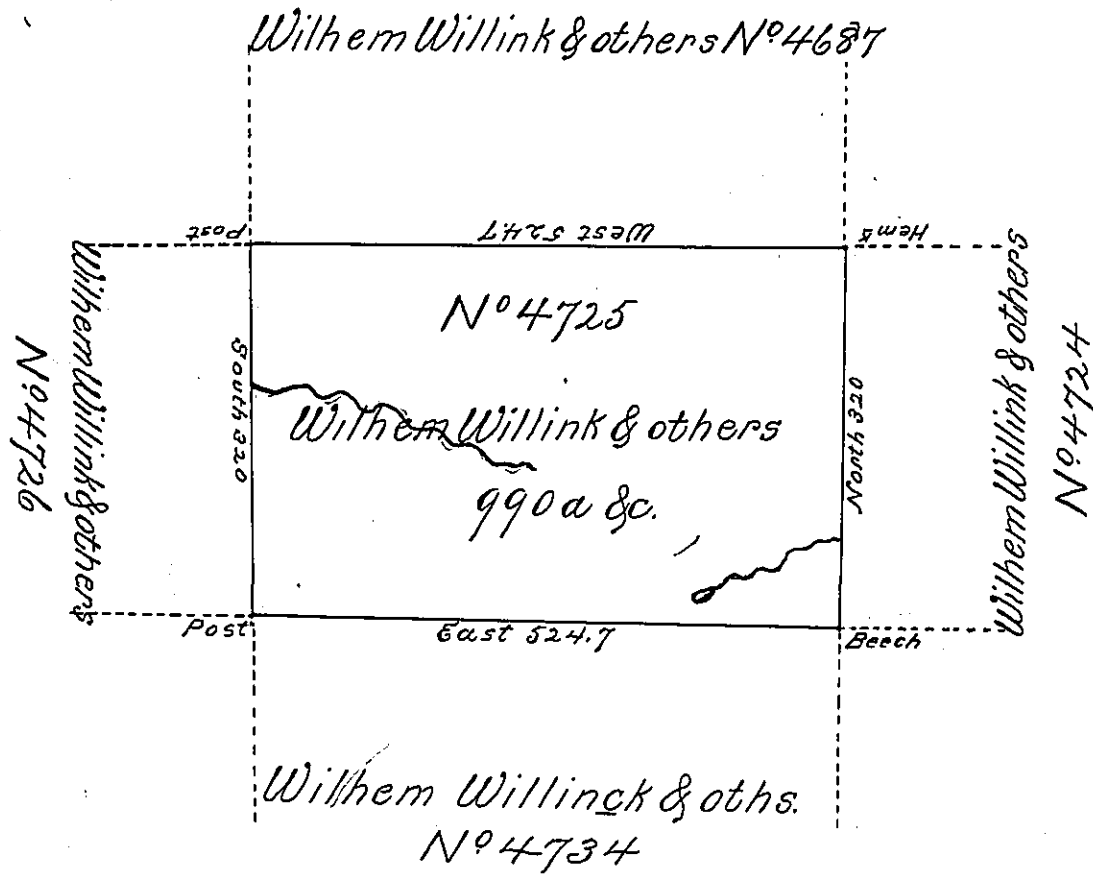 Wilhem Willink & others Nº 4687
Post
West 524.7
Hemk
Wilhem Willink & others
Nº 4726
South 320
Nº 4725
Wilhem Willink & others
990 a &c.
North 320
Wilhem Willink & others
Nº 4724
Post
East 524.7
Beech
Wilhem Willinck & oths.
Nº 4734